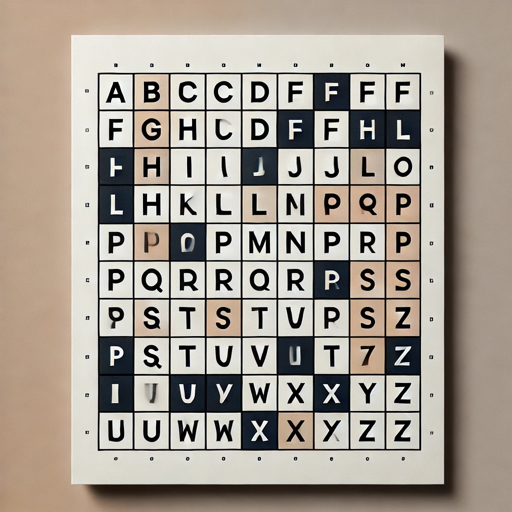 A B C C D F F F F
F G H D F F H L
H I I J J J L O
L H K L L N P Q P
P P O P M N P R P
P Q R R Q R R S S
P S T S T U P S Z
P S T U V U T 7 Z
I U U Y W X X Y Z
U U W W X X X Z Z